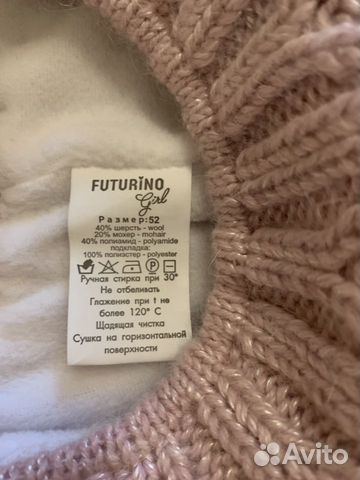 FUTURINO
Girl
Размер:52
40% шерсть - wool
20% мохер - mohair
40% полиамид - polyamide
подкладка:
100% полиэстер - polyester
P
Ручная стирка при 30°
Не отбеливать
Глажение при t не
более 120° С
Щадящая чистка
Сушка на горизонтальной
поверхности
Avito